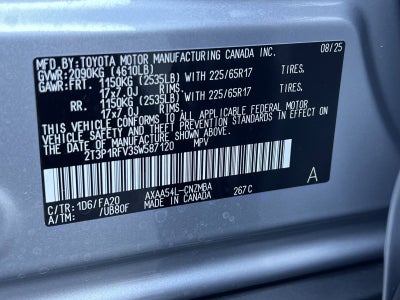 MFD. BY: TOYOTA MOTOR MANUFACTURING CANADA INC. 08/25
GVWR: 2090KG (4610LB)
GAWR: FRT. 1150KG (2535LB) WITH 225/65R17 TIRES.
17X7.0J RIMS.
RR. 1150KG (2535LB) WITH 225/65R17 TIRES.
17X7.0J RIMS.
THIS VEHICLE CONFORMS TO ALL APPLICABLE FEDERAL MOTOR
VEHICLE SAFETY
STANDARDS IN EFFECT ON THE DATE OF
MANUFACTURE SHOWN ABOVE.
2T3P1RFV3SW587120 MPV
C/TR: 1D6/FA20 AXAA54L-CNZMBA 267C A
A/TM: /UB80F MADE IN CANADA